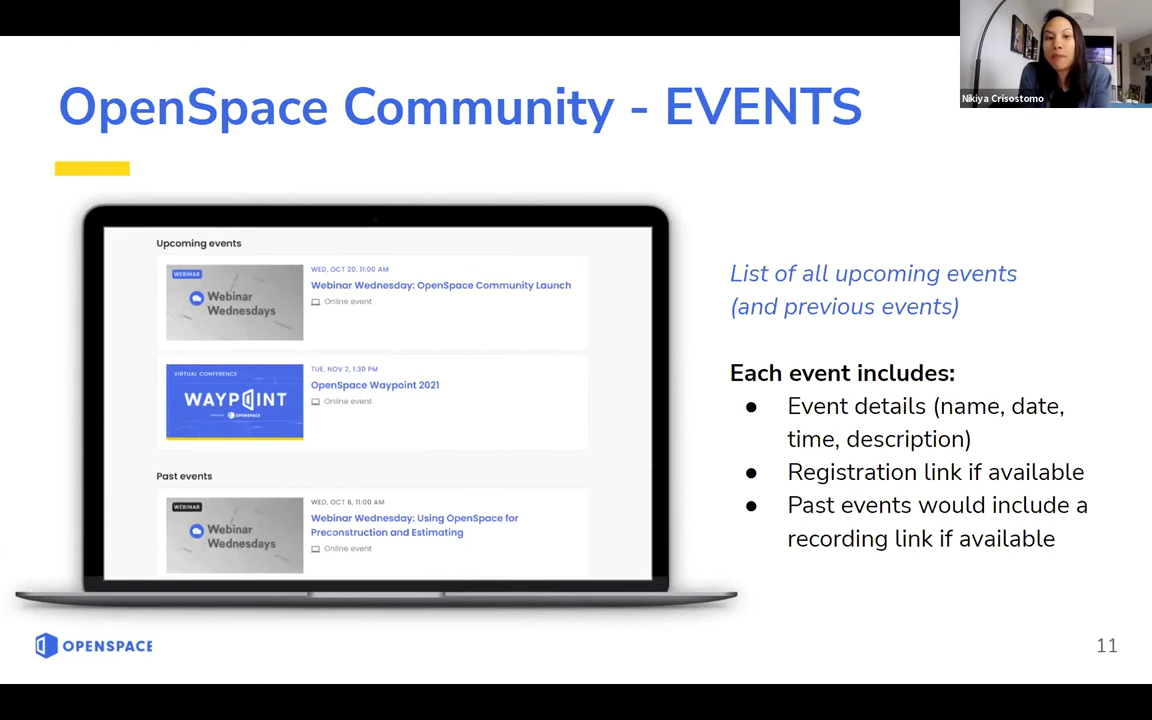 OpenSpace Community - EVENTS
Nikiya Crisostomo
Upcoming events
WEBINAR
Webinar
Wednesdays
WED, OCT 20, 11:00 AM
Webinar Wednesday: OpenSpace Community Launch
Online event
VIRTUAL CONFERENCE
WAYPOINT
OPENSPACE
TUE, NOV 2, 1:30 PM
OpenSpace Waypoint 2021
Online event
Past events
WEBINAR
Webinar
Wednesdays
WED, OCT 6, 11:00 AM
Webinar Wednesday: Using OpenSpace for
Preconstruction and Estimating
Online event
List of all upcoming events
(and previous events)
Each event includes:
● Event details (name, date,
time, description)
● Registration link if available
● Past events would include a
recording link if available
OPENSPACE
11